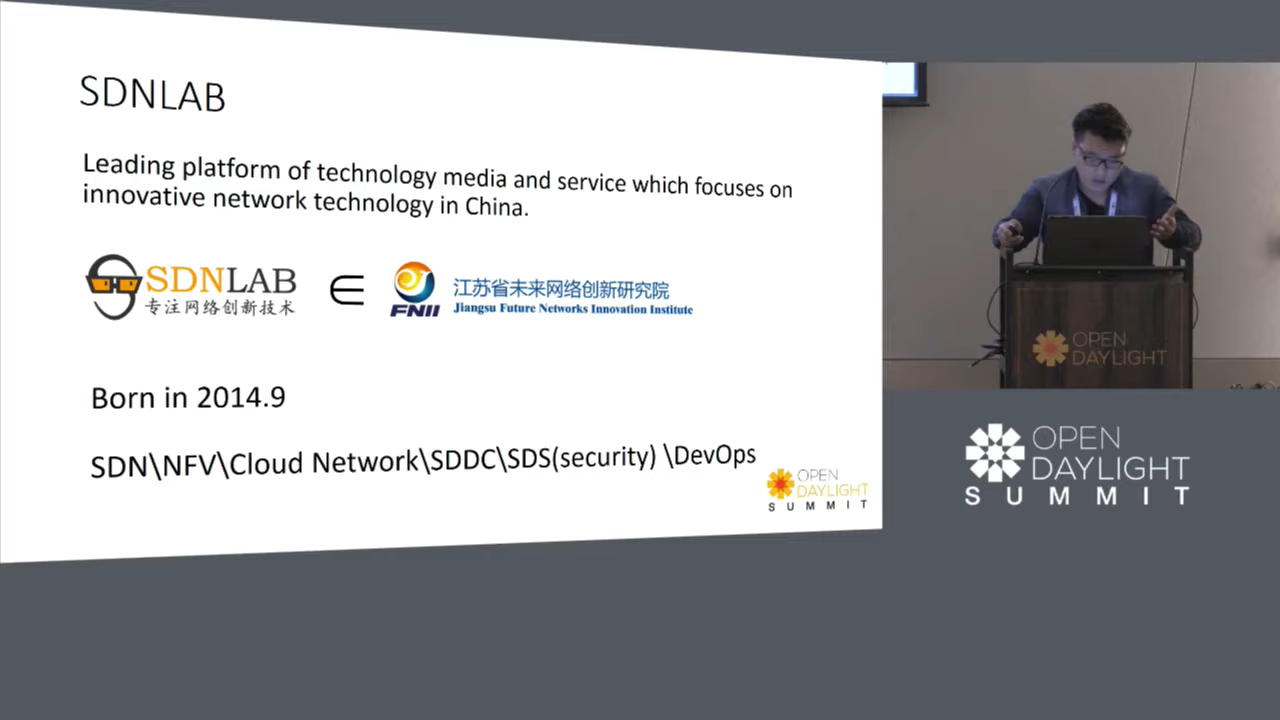 SDNLAB
Leading platform of technology media and service which focuses on
innovative network technology in China.
SDNLAB
专注网络创新技术
∈
FNII
江苏省未来网络创新研究院
Jiangsu Future Networks Innovation Institute
Born in 2014.9
SDN\NFV\Cloud Network\SDDC\SDS(security) \DevOps
OPEN
DAYLIGHT
SUMMIT
OPEN
DAYLIGHT
OPEN
DAYLIGHT
SUMMIT